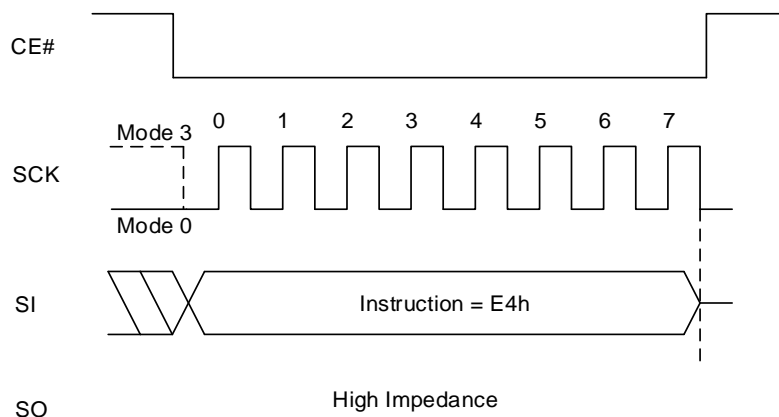 CE#
SCK
Mode 3
0 1 2 3 4 5 6 7
Mode 0
SI
Instruction = E4h
SO
High Impedance